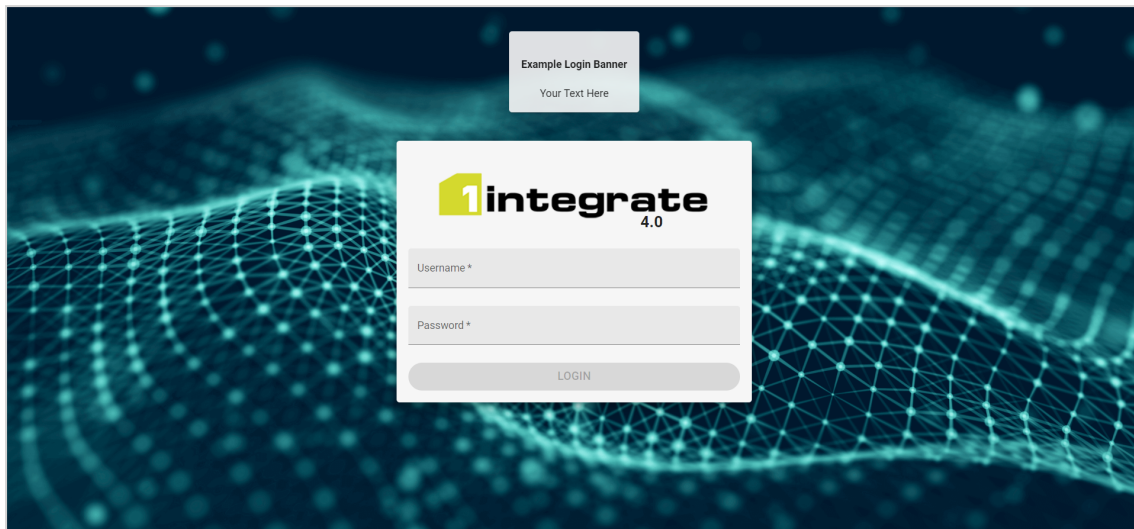 Example Login Banner
Your Text Here
1integrate
4.0
Username *
Password *
LOGIN